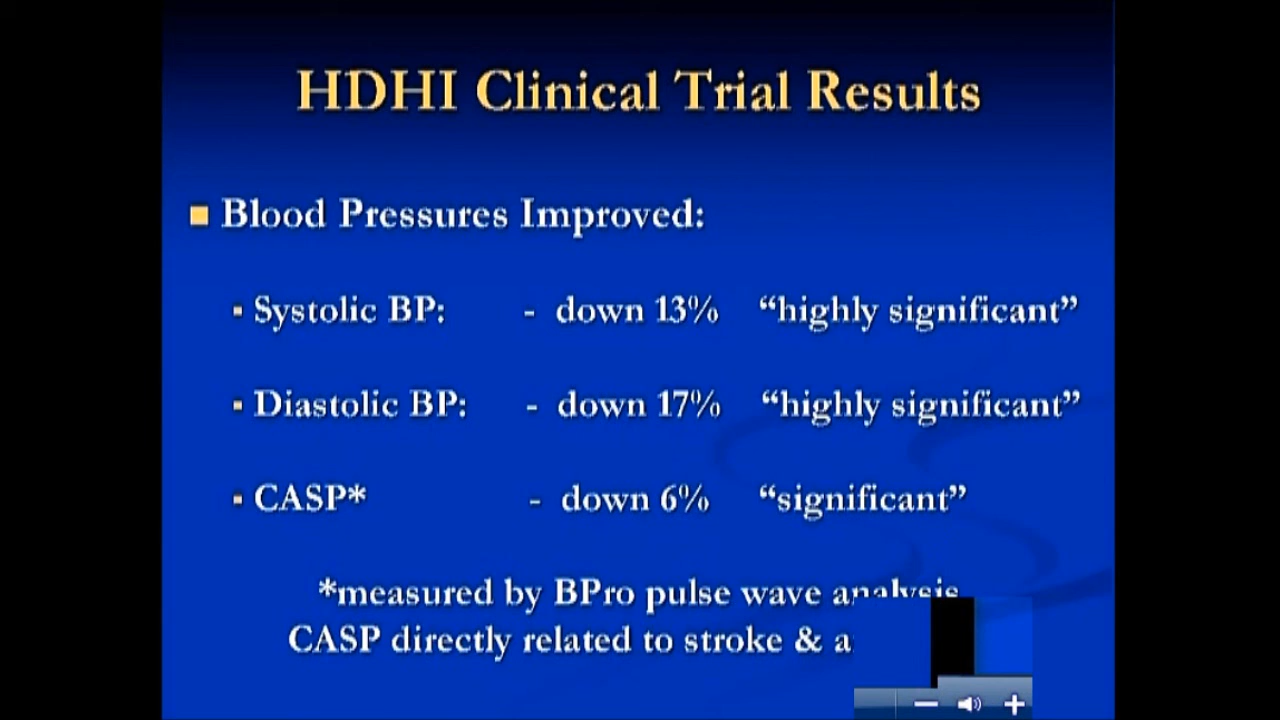 HDHI Clinical Trial Results
Blood Pressures Improved:
Systolic BP: - down 13% “highly significant”
Diastolic BP: - down 17% “highly significant”
CASP* - down 6% “significant”
*measured by BPro pulse wave analysis
CASP directly related to stroke & a